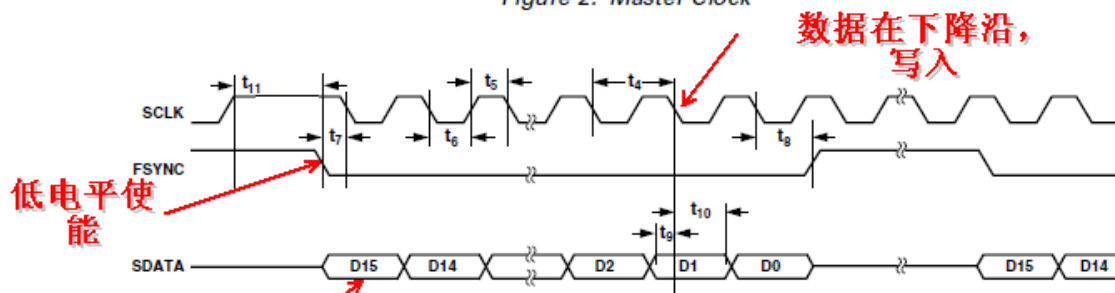 Figure 2. Master Clock
数据在下降沿，
写入
t11
t5
t4
SCLK
t7
t6
t8
FSYNC
低电平使
能
t10
t9
SDATA
D15
D14
D2
D1
D0
D15
D14